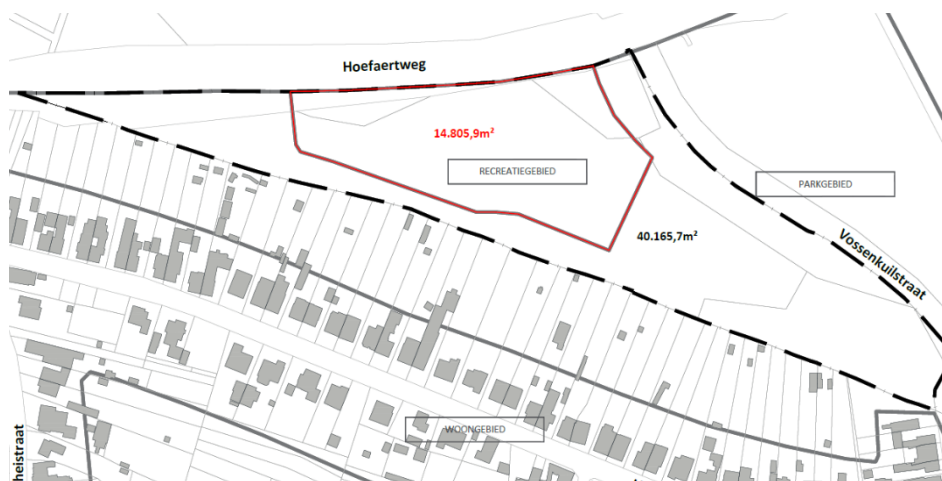 Hoefaertweg
14.805,9m²
RECREATIEGEBIED
PARKGEBIED
40.165,7m²
Vossenkuilstraat
WOONGEBIED
heistraat